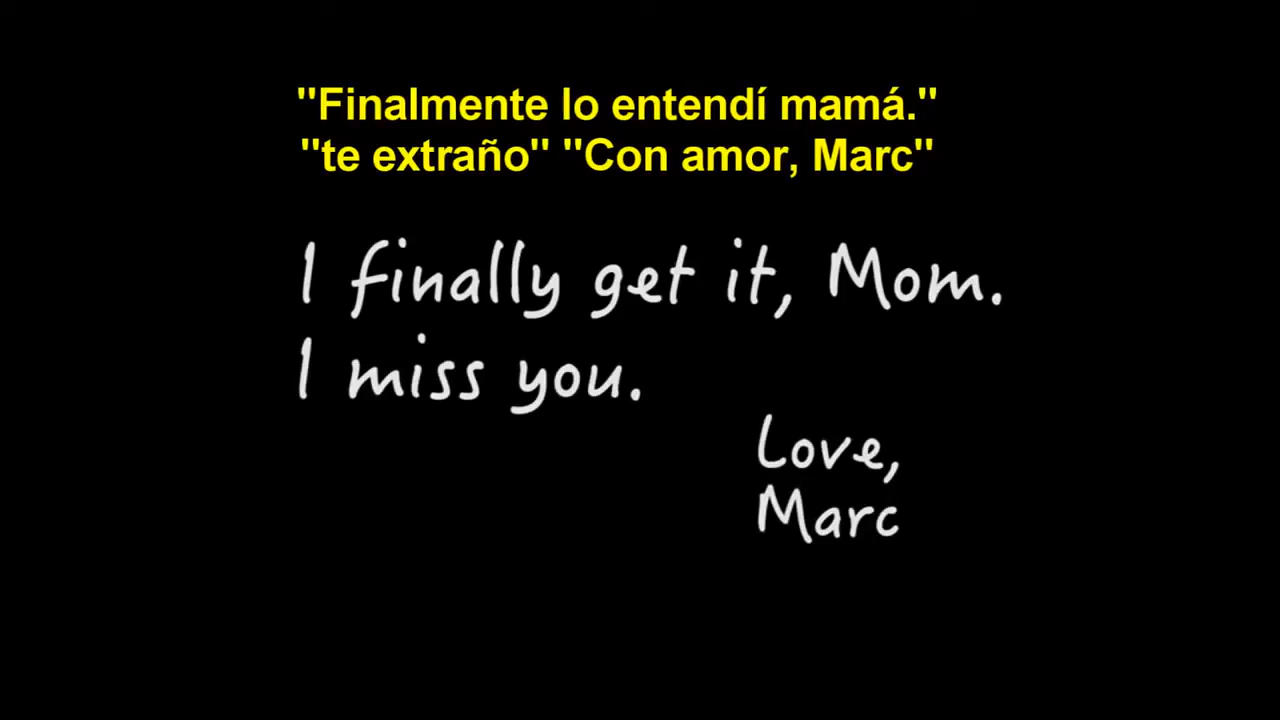 "Finalmente lo entendí mamá."
"te extraño" "Con amor, Marc"
I finally get it, Mom.
I miss you.
Love,
Marc